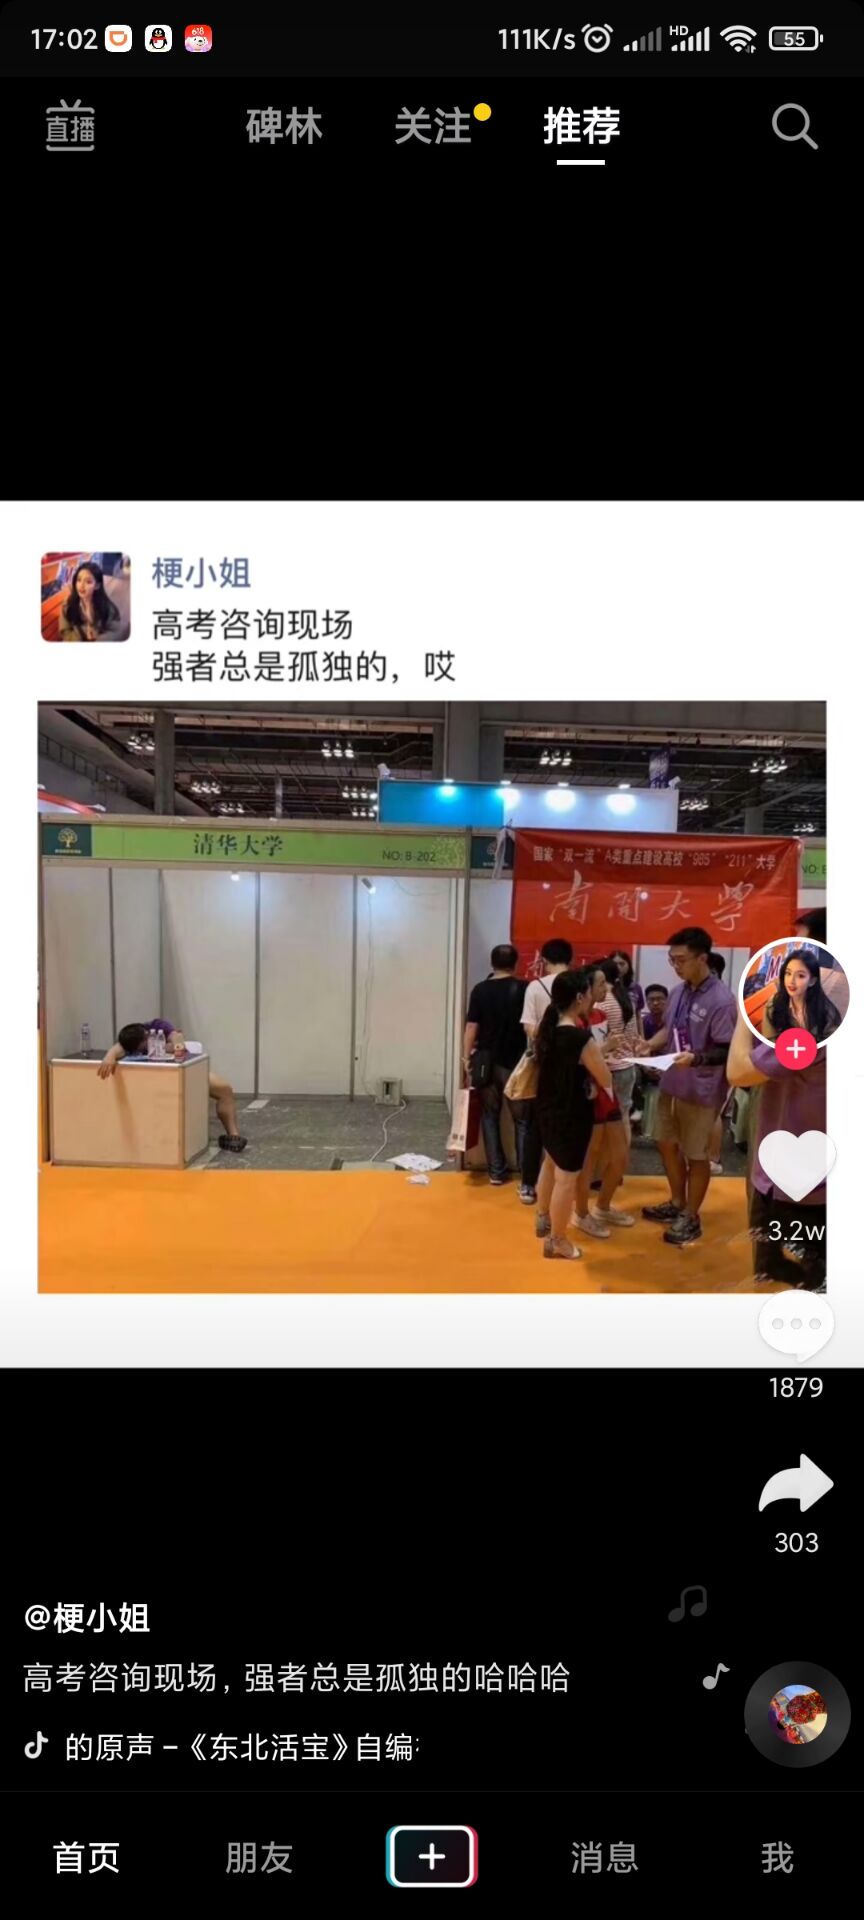 17:02
111K/s
HD
55
直播
碑林
关注
推荐
梗小姐
高考咨询现场
强者总是孤独的，哎
清华大学
NO:B-202
国家“双一流”A类重点建设高校“985”“211”大学
南開大學
3.2w
1879
303
@梗小姐
高考咨询现场，强者总是孤独的哈哈哈
的原声 -《东北活宝》自编
首页
朋友
消息
我